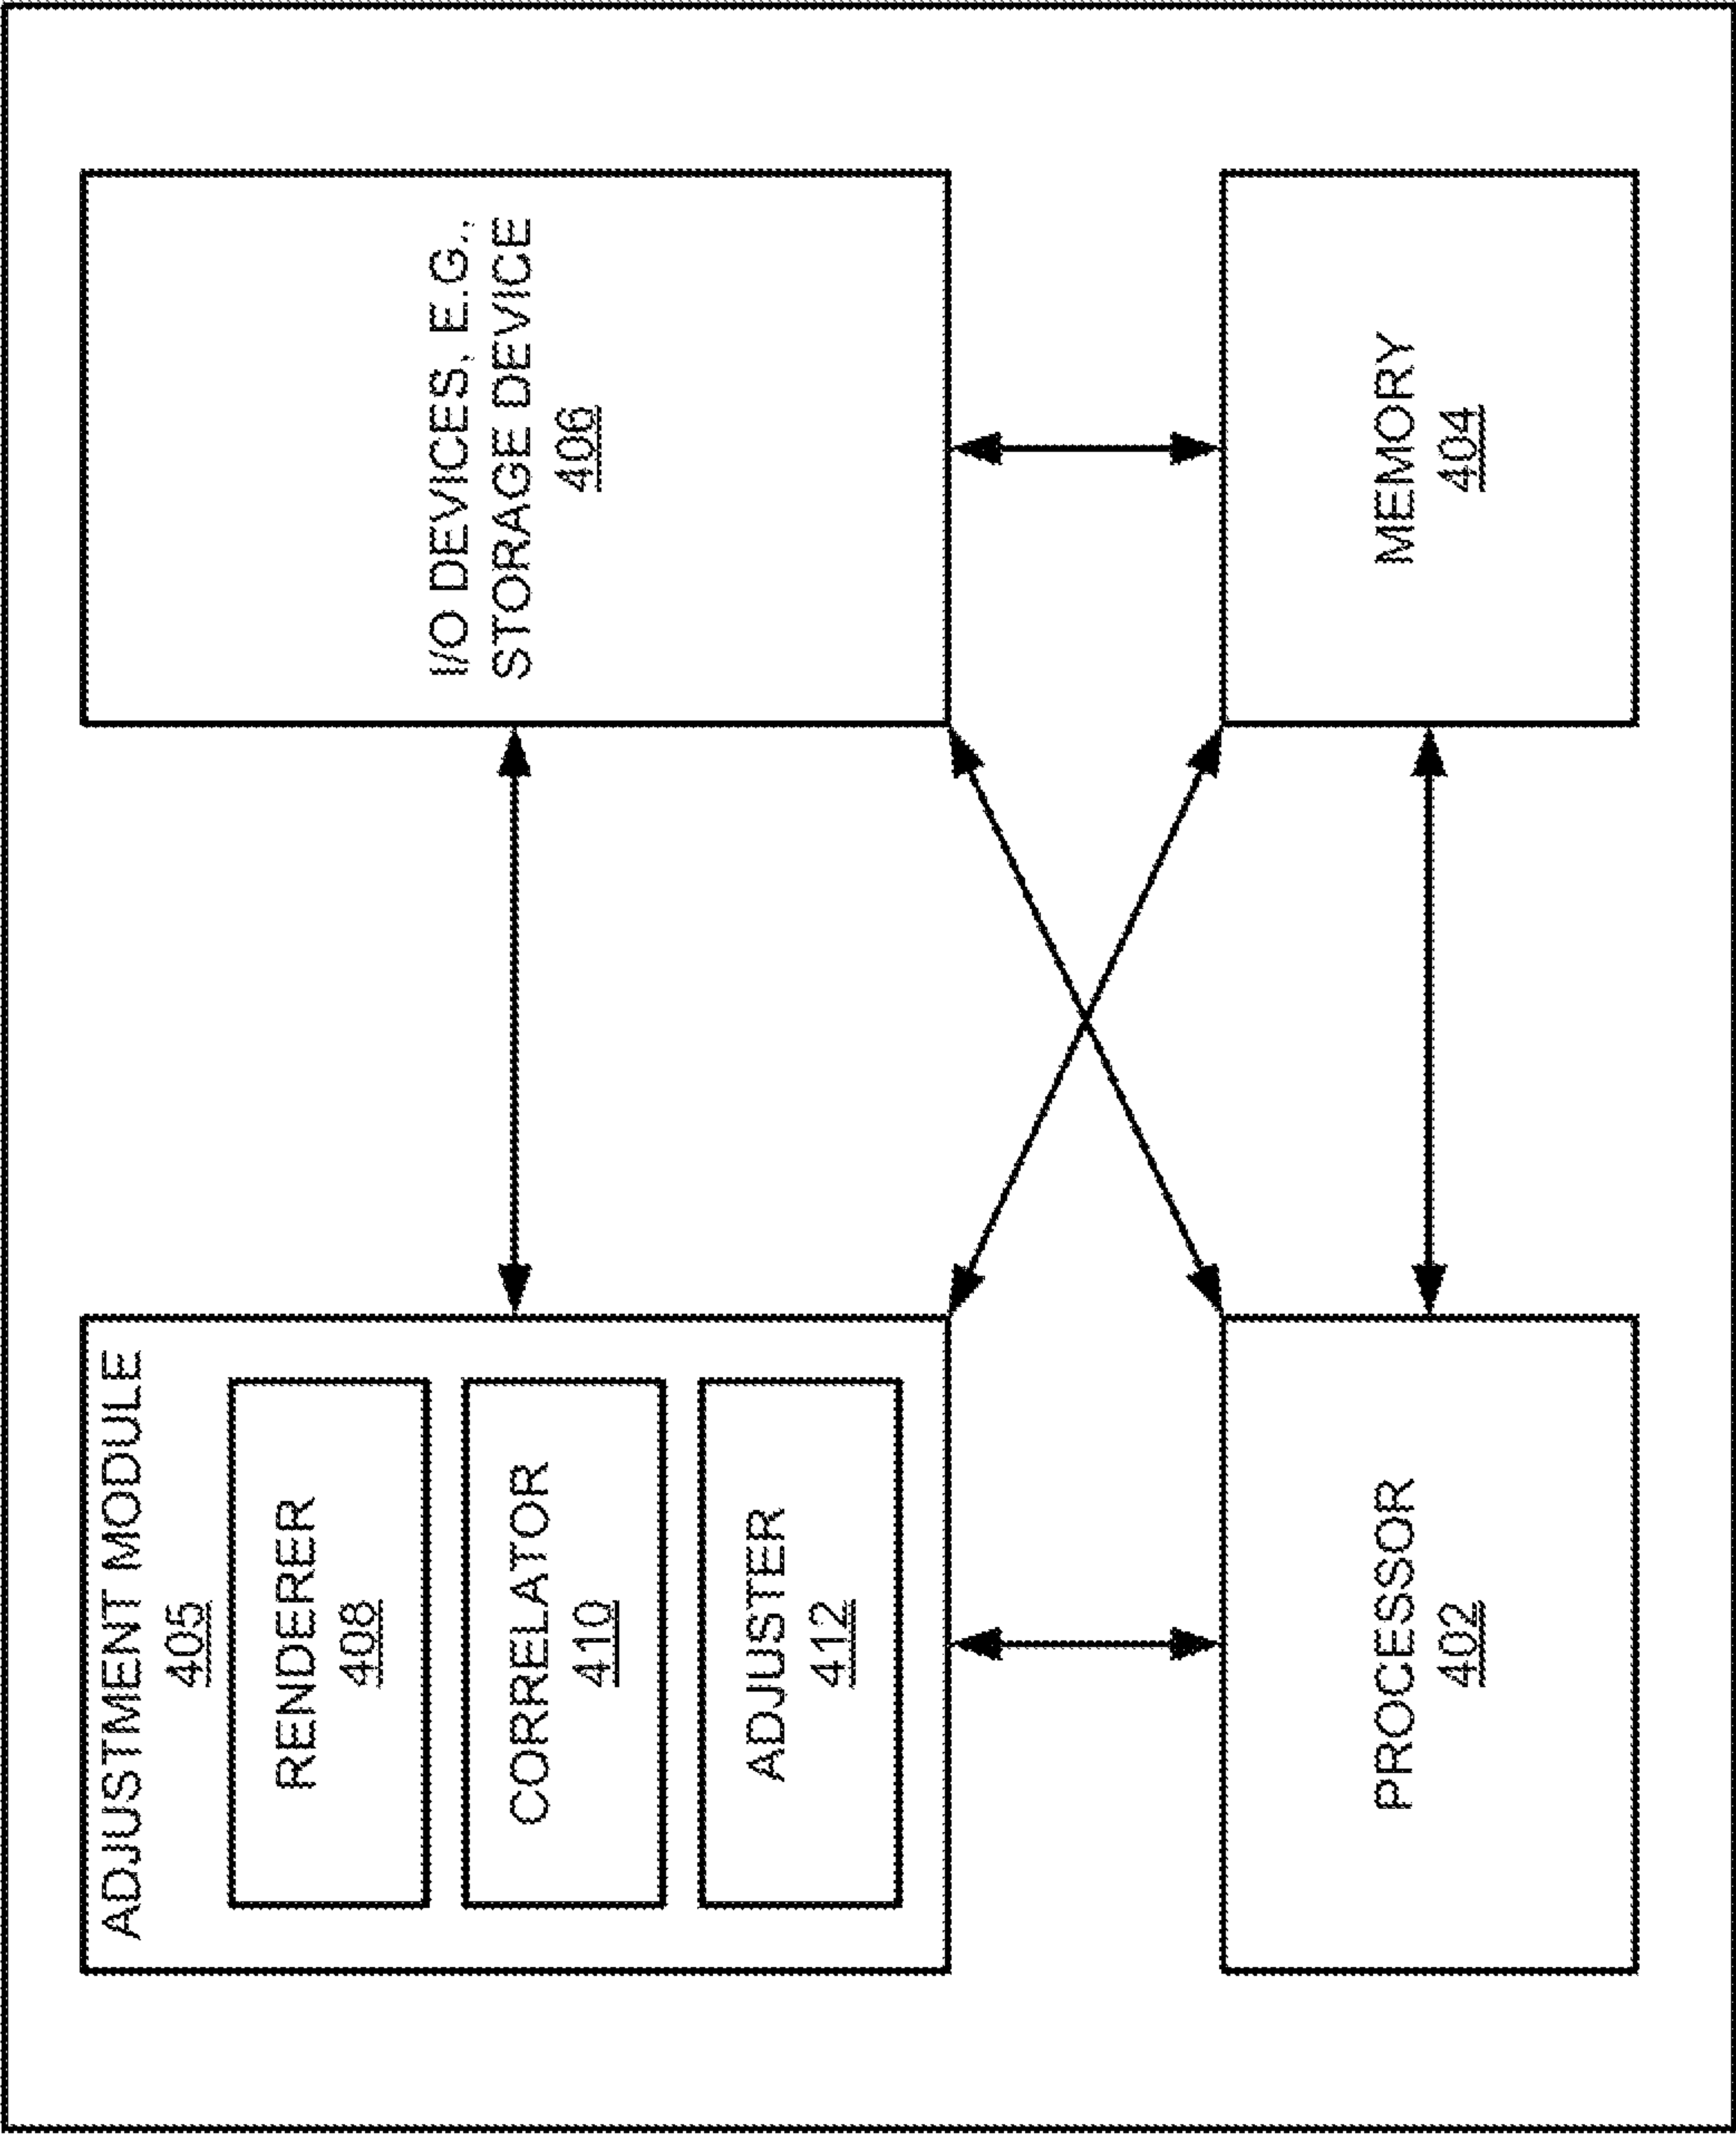 ADJUSTMENT MODULE
405
RENDERER
408
CORRELATOR
410
ADJUSTER
412
I/O DEVICES, E.G.,
STORAGE DEVICE
406
PROCESSOR
402
MEMORY
404